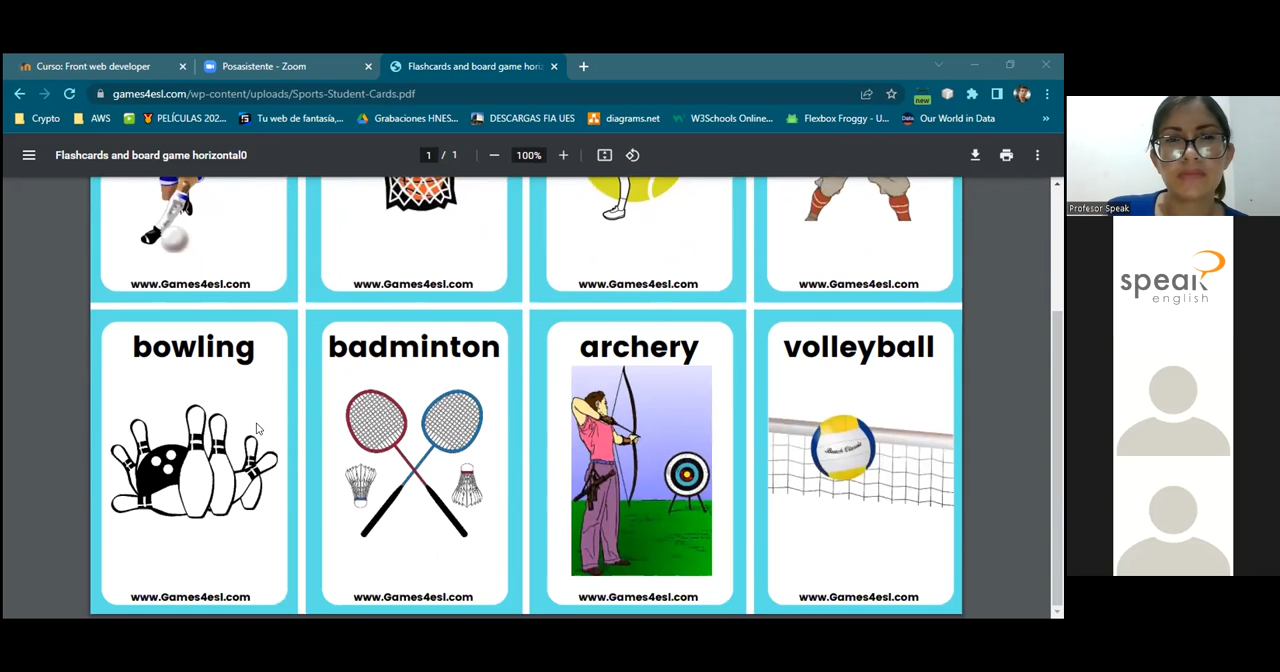 Curso: Front web developer
Posasistente - Zoom
Flashcards and board game hori
games4esl.com/wp-content/uploads/Sports-Student-Cards.pdf
new
Crypto
AWS
PELÍCULAS 202...
Tu web de fantasía,...
Grabaciones HNES...
DESCARGAS FIA UES
diagrams.net
W3Schools Online...
Flexbox Froggy - U...
Our World in Data
»
Flashcards and board game horizontal0
1 / 1
100%
www.Games4esl.com
www.Games4esl.com
www.Games4esl.com
www.Games4esl.com
bowling
badminton
archery
volleyball
www.Games4esl.com
www.Games4esl.com
www.Games4esl.com
www.Games4esl.com
Profesor Speak
speak
english